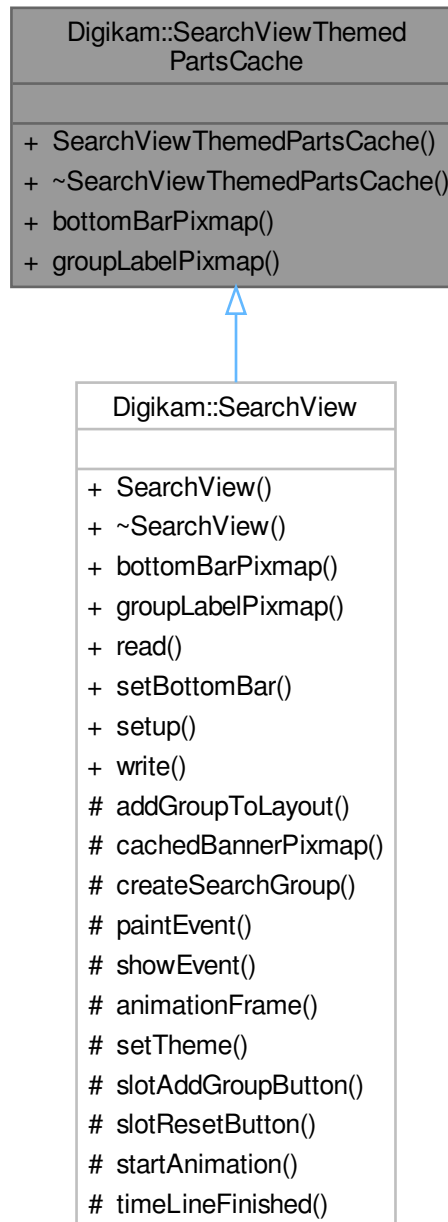 Digikam::SearchViewThemed
PartsCache
+ SearchViewThemedPartsCache()
+ ~SearchViewThemedPartsCache()
+ bottomBarPixmap()
+ groupLabelPixmap()
Digikam::SearchView
+ SearchView()
+ ~SearchView()
+ bottomBarPixmap()
+ groupLabelPixmap()
+ read()
+ setBottomBar()
+ setup()
+ write()
# addGroupToLayout()
# cachedBannerPixmap()
# createSearchGroup()
# paintEvent()
# showEvent()
# animationFrame()
# setTheme()
# slotAddGroupButton()
# slotResetButton()
# startAnimation()
# timeLineFinished()